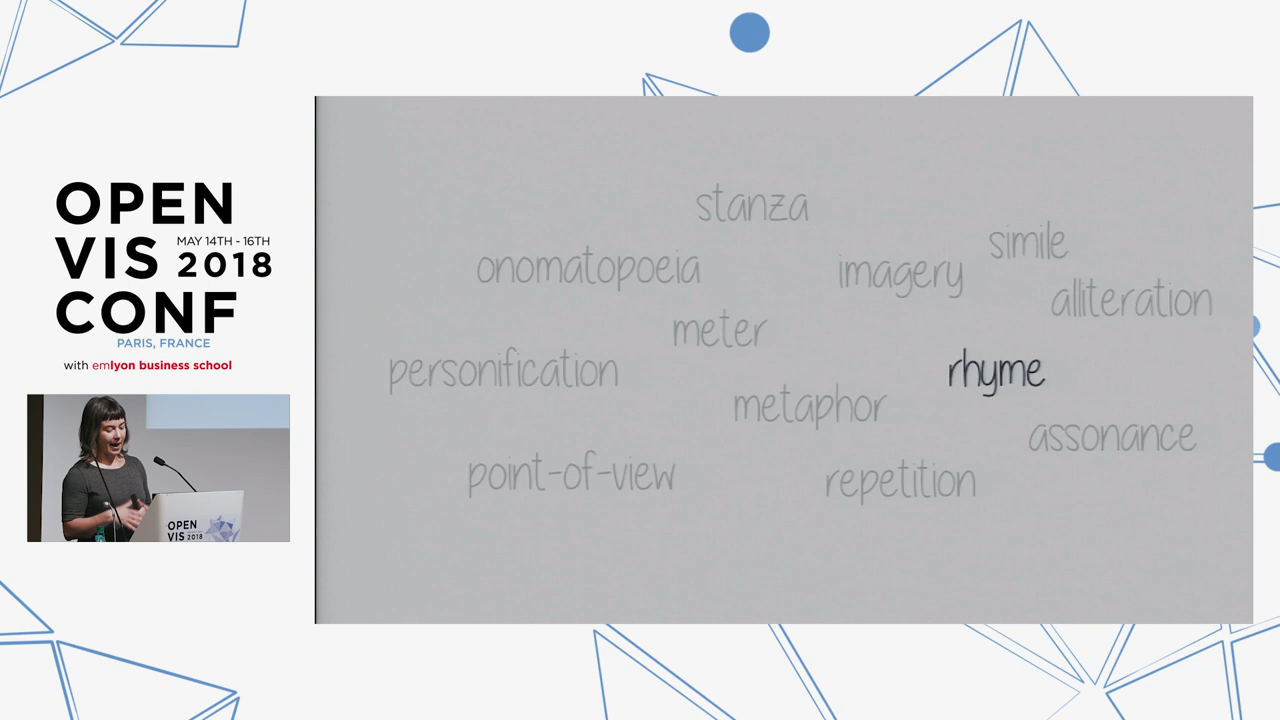 OPEN
VIS
CONF
MAY 14TH - 16TH
2018
PARIS, FRANCE
with emlyon business school
OPEN
VIS 2018
stanza
simile
onomatopoeia
imagery
alliteration
meter
personification
rhyme
metaphor
assonance
point-of-view
repetition